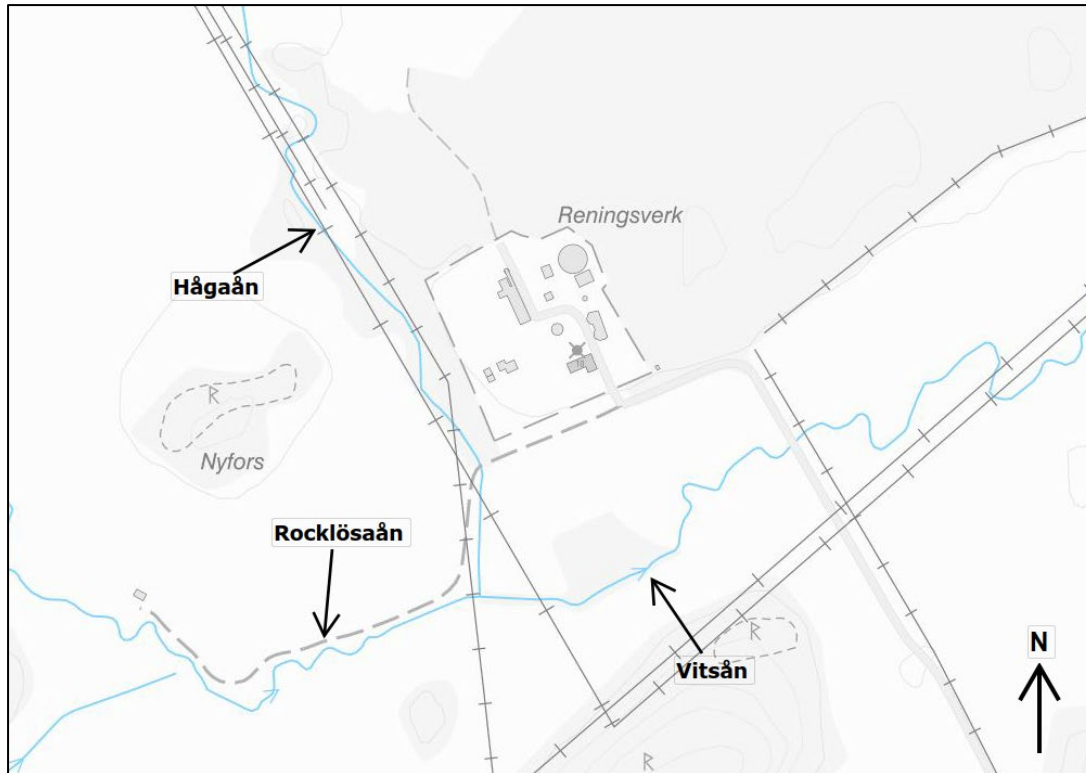 Reningsverk
Hågaån
Nyfors
Rocklösaån
Vitsån
N
R
R
R